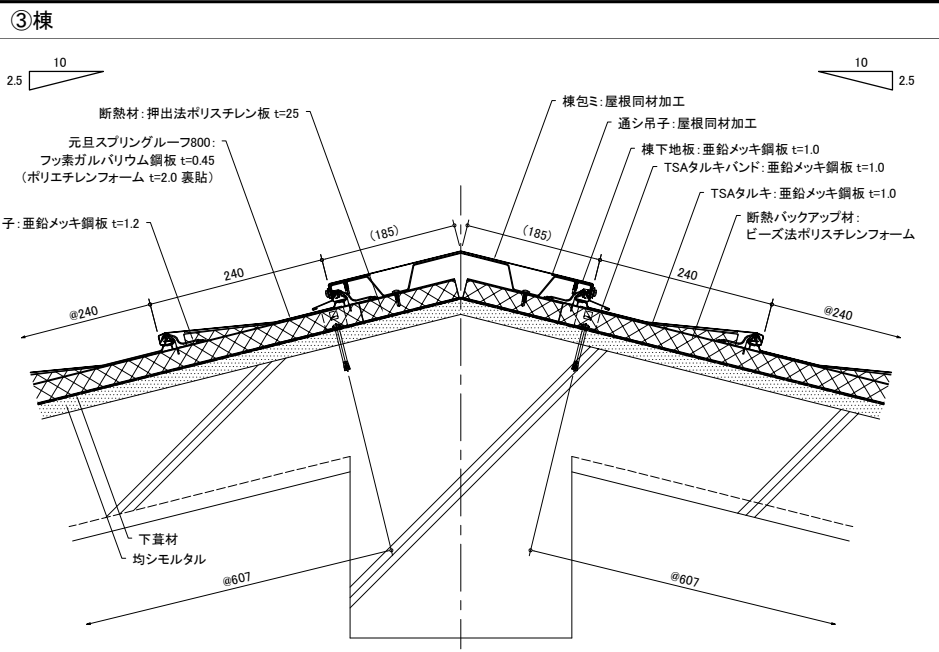 ③棟
10
2.5
10
2.5
断熱材：押出法ポリスチレン板 t=25
元旦スプリングルーフ800：
フッ素ガルバリウム鋼板 t=0.45
（ポリエチレンフォーム t=2.0 裏貼）
子：亜鉛メッキ鋼板 t=1.2
棟包ミ：屋根同材加工
通シ吊子：屋根同材加工
棟下地板：亜鉛メッキ鋼板 t=1.0
TSAタルキバンド：亜鉛メッキ鋼板 t=1.0
TSAタルキ：亜鉛メッキ鋼板 t=1.0
断熱バックアップ材：
ビーズ法ポリスチレンフォーム
（185）
（185）
240
240
@240
@240
下葺材
均シモルタル
@607
@607